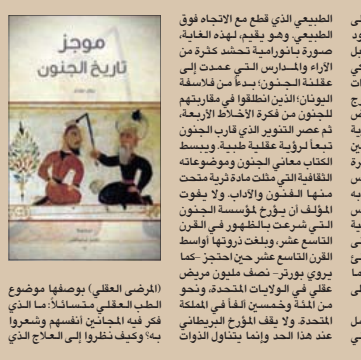 موجز
تاريخ الجنون
الطبيعي الذي قطع مع الاتجاه فوق
الطبيعي. وهو يقيم، لهذه الغاية،
صورة بانورامية تحشد كثرة من
الآراء والمدارس التي عمدت إلى
عقلنة الجنون؛ بدءاً من فلاسفة
اليونان؛ الذين انطلقوا في مقاربتهم
للجنون من فكرة الأخلاط الأربعة،
ثم عصر التنوير الذي قارب الجنون
تبعاً لرؤية عقلية طبية. ويبسط
الكتاب معاني الجنون وموضوعاته
الثقافية التي مثلت مادة ثرية متحت
منها الفنون والآداب. ولا يفوت
المؤلف أن يؤرخ لمؤسسة الجنون
التي شرعت بالظهور في القرن
التاسع عشر، وبلغت ذروتها أواسط
القرن التاسع عشر حين احتجز -كما
يروي بورتر- نصف مليون مريض
عقلي في الولايات المتحدة، ونحو
من المئة وخمسين ألفاً في المملكة
المتحدة. ولا يقف المؤرخ البريطاني
عند هذا الحد وإنما يتناول الذوات
(المرضى العقلي) بوصفها موضوع
الطب العقلي متسائلاً: ما الذي
فكر فيه المجانين أنفسهم وشعروا
به؟ وكيف نظروا إلى العلاج الذي